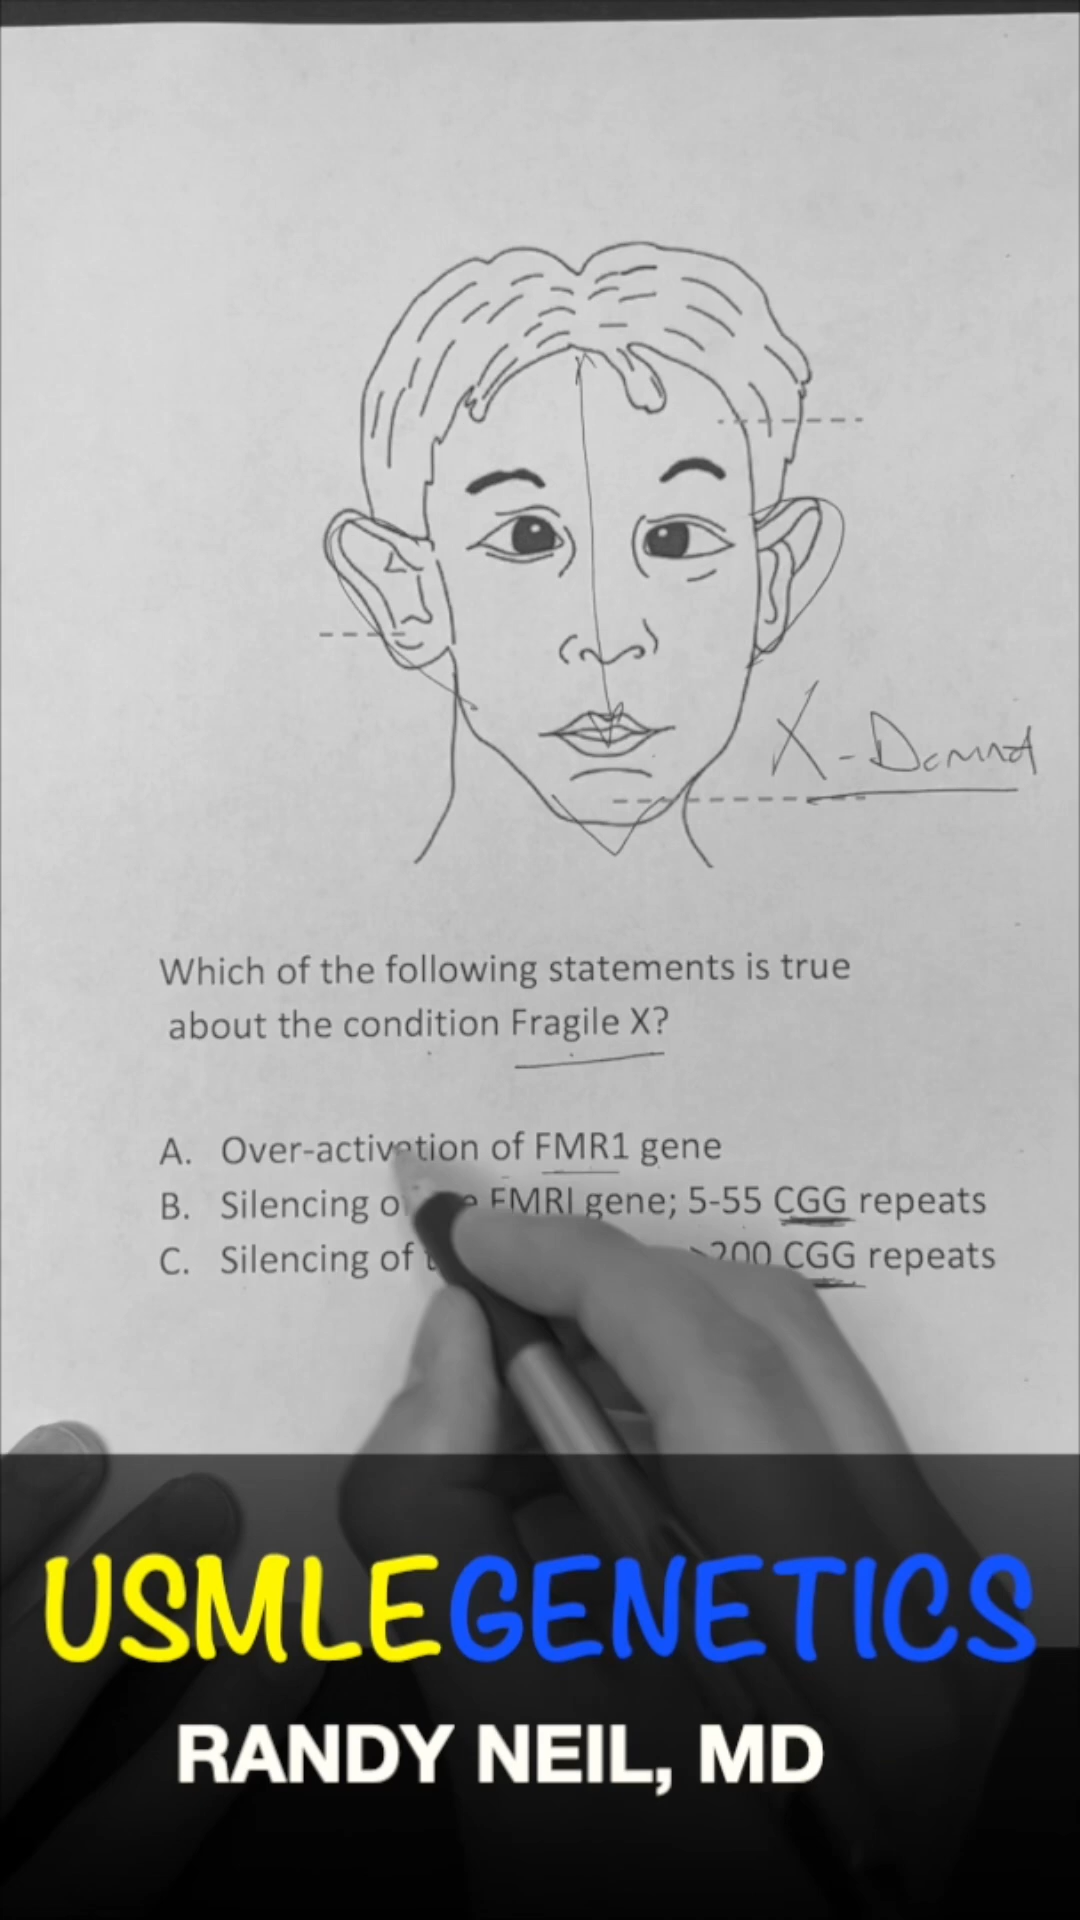 X-Domnat
Which of the following statements is true
about the condition Fragile X?
A. Over-activation of FMR1 gene
B. Silencing FMRI gene; 5-55 CGG repeats
C. Silencing of >200 CGG repeats
USMLEGENETICS
RANDY NEIL, MD